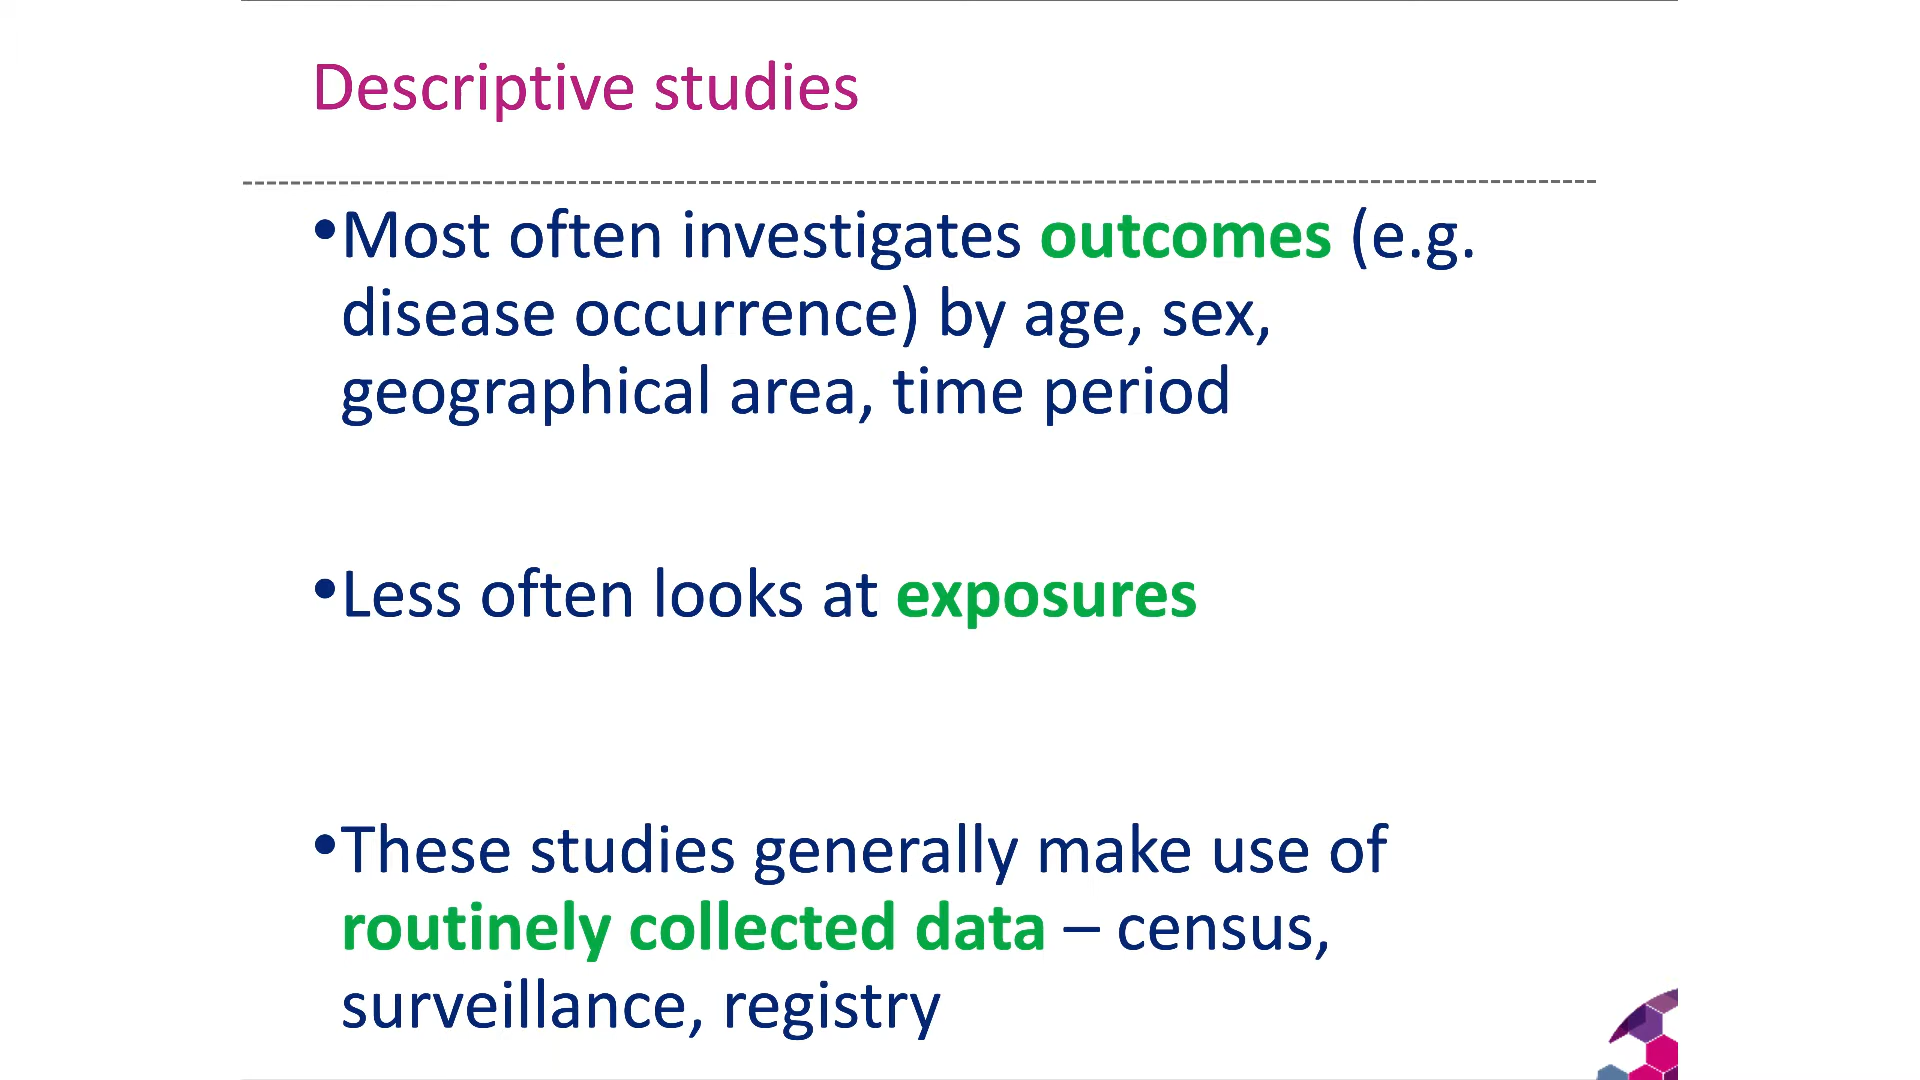 Descriptive studies
•Most often investigates outcomes (e.g.
disease occurrence) by age, sex,
geographical area, time period
•Less often looks at exposures
•These studies generally make use of
routinely collected data – census,
surveillance, registry